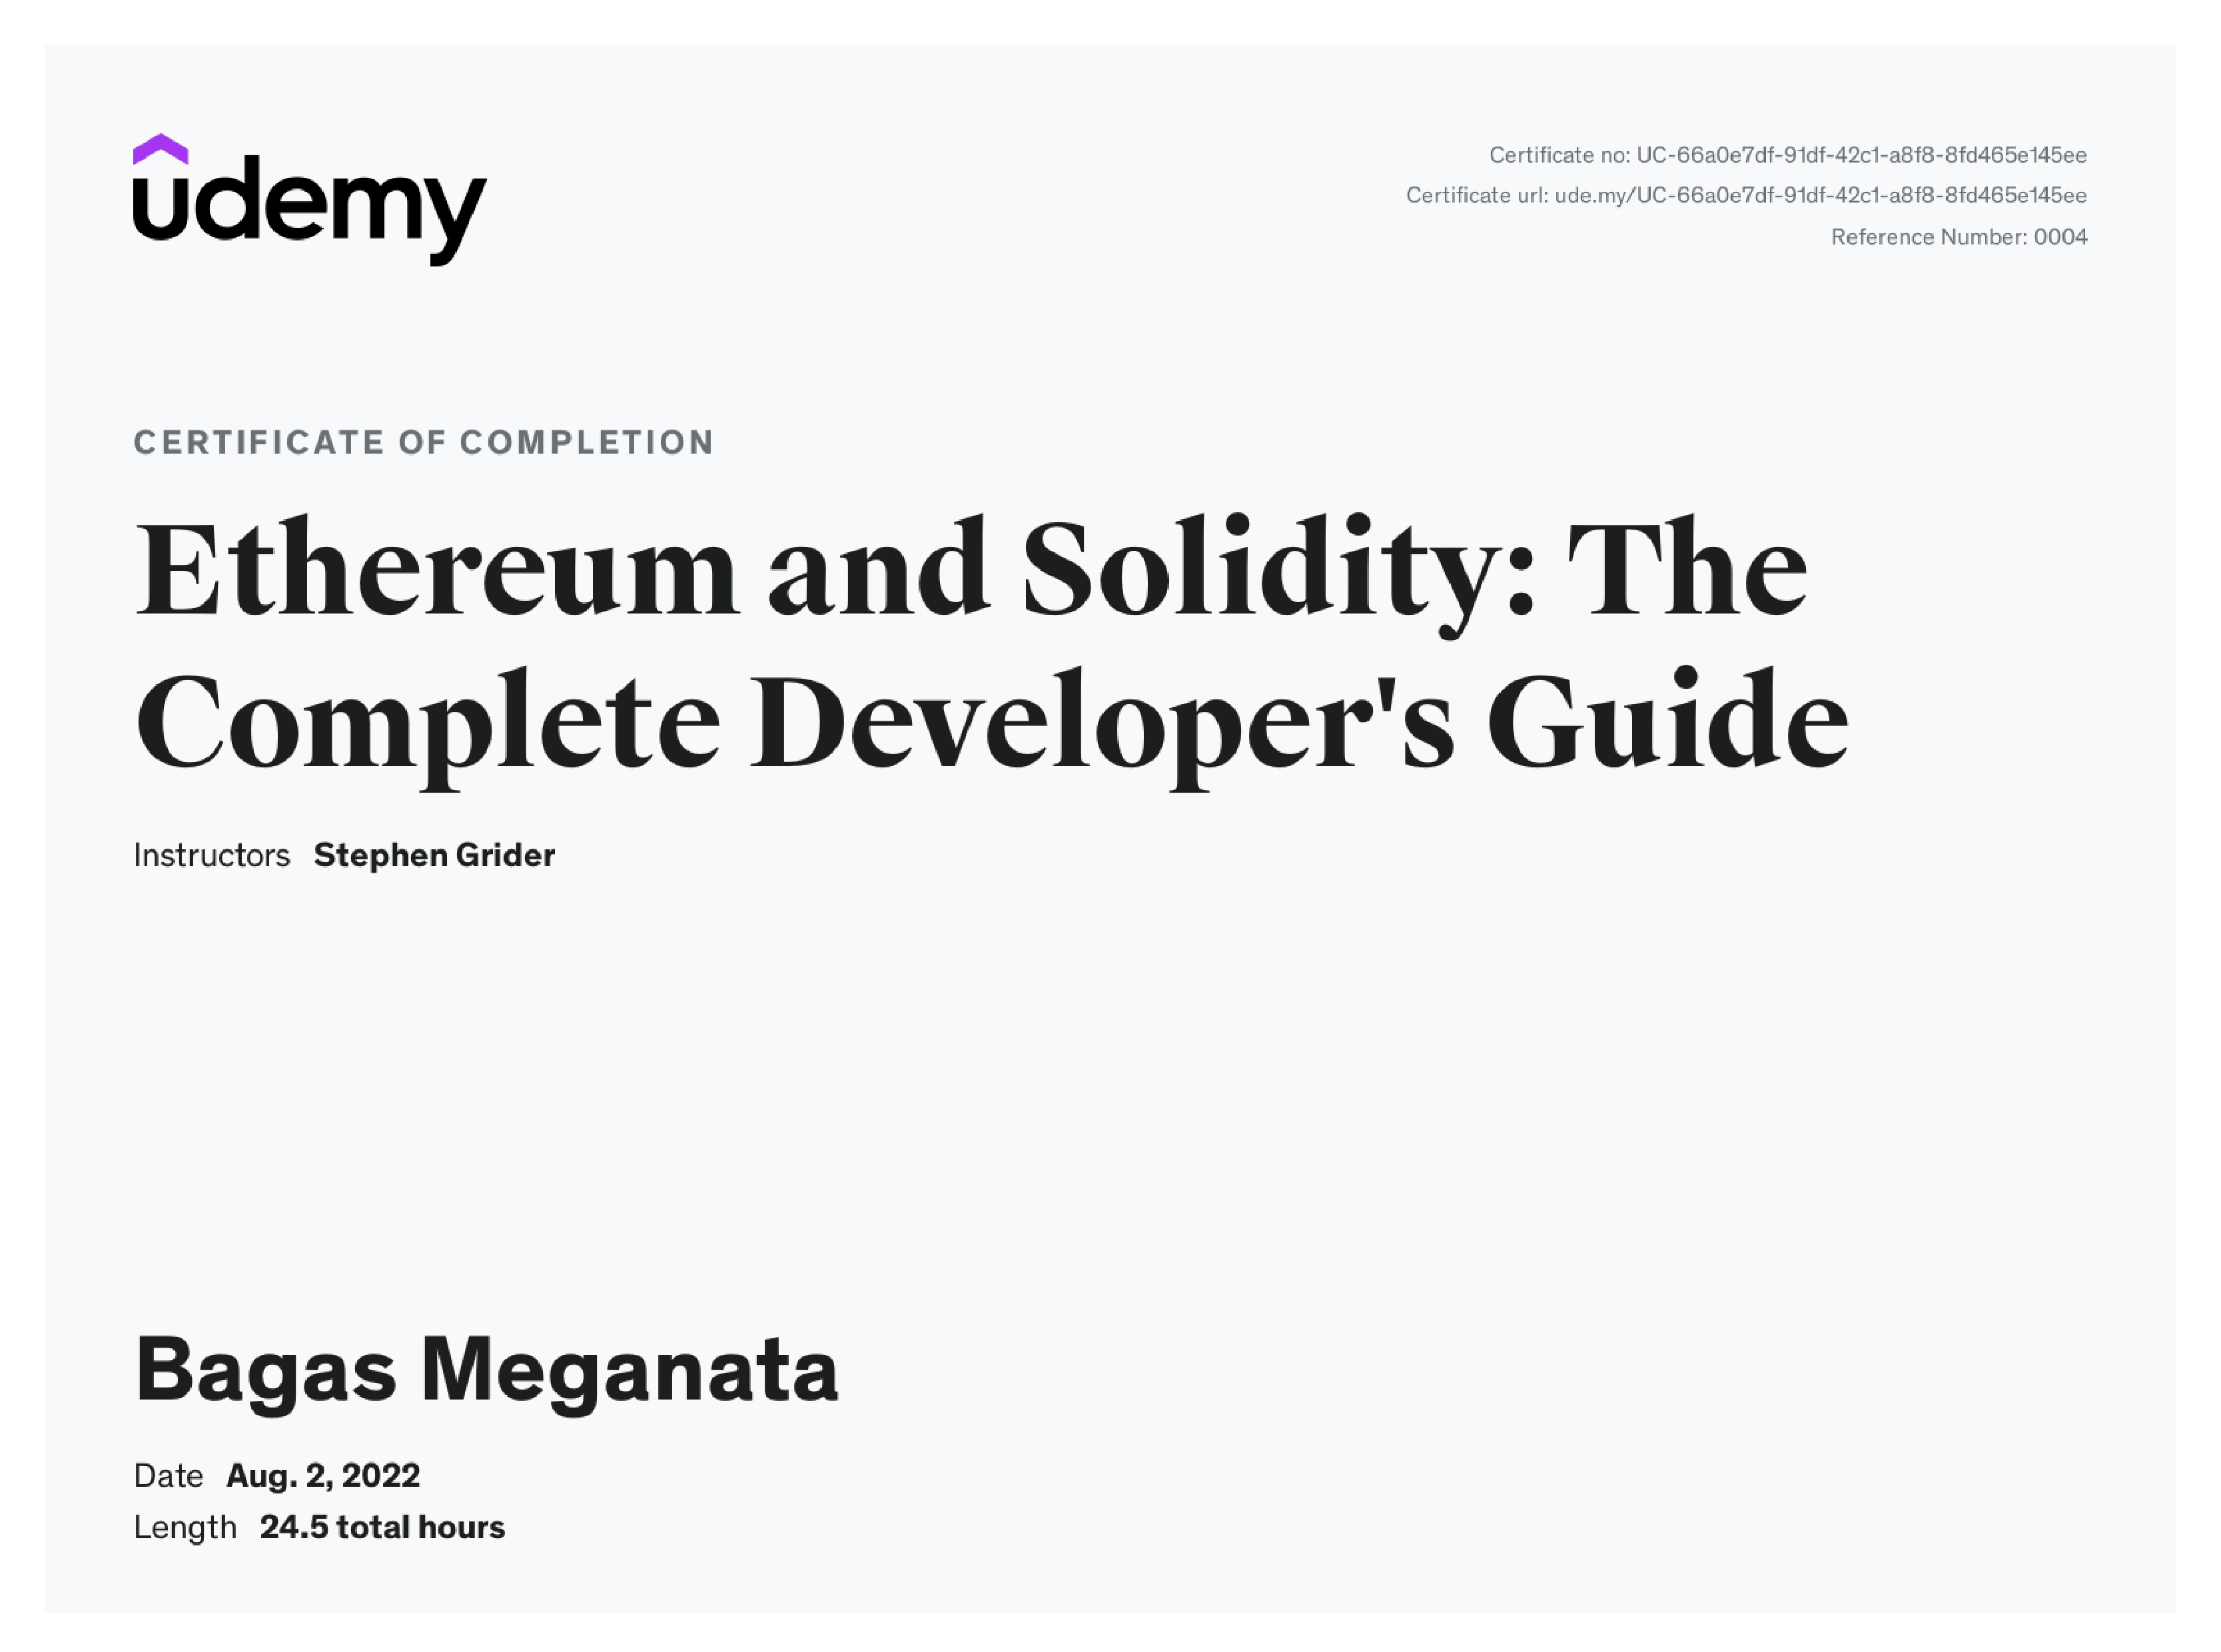 udemy
Certificate no: UC-66a0e7df-91df-42c1-a8f8-8fd465e145ee
Certificate url: ude.my/UC-66a0e7df-91df-42c1-a8f8-8fd465e145ee
Reference Number: 0004
CERTIFICATE OF COMPLETION
Ethereum and Solidity: The
Complete Developer's Guide
Instructors Stephen Grider
Bagas Meganata
Date Aug. 2, 2022
Length 24.5 total hours